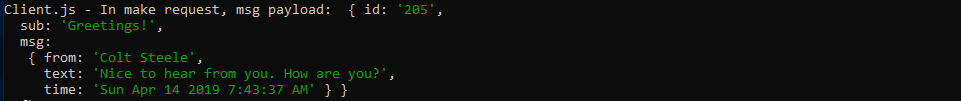 Client.js - In make request, msg payload:  { id: '205',
  sub: 'Greetings!',
  msg:
   { from: 'Colt Steele',
     text: 'Nice to hear from you. How are you?',
     time: 'Sun Apr 14 2019 7:43:37 AM' } }